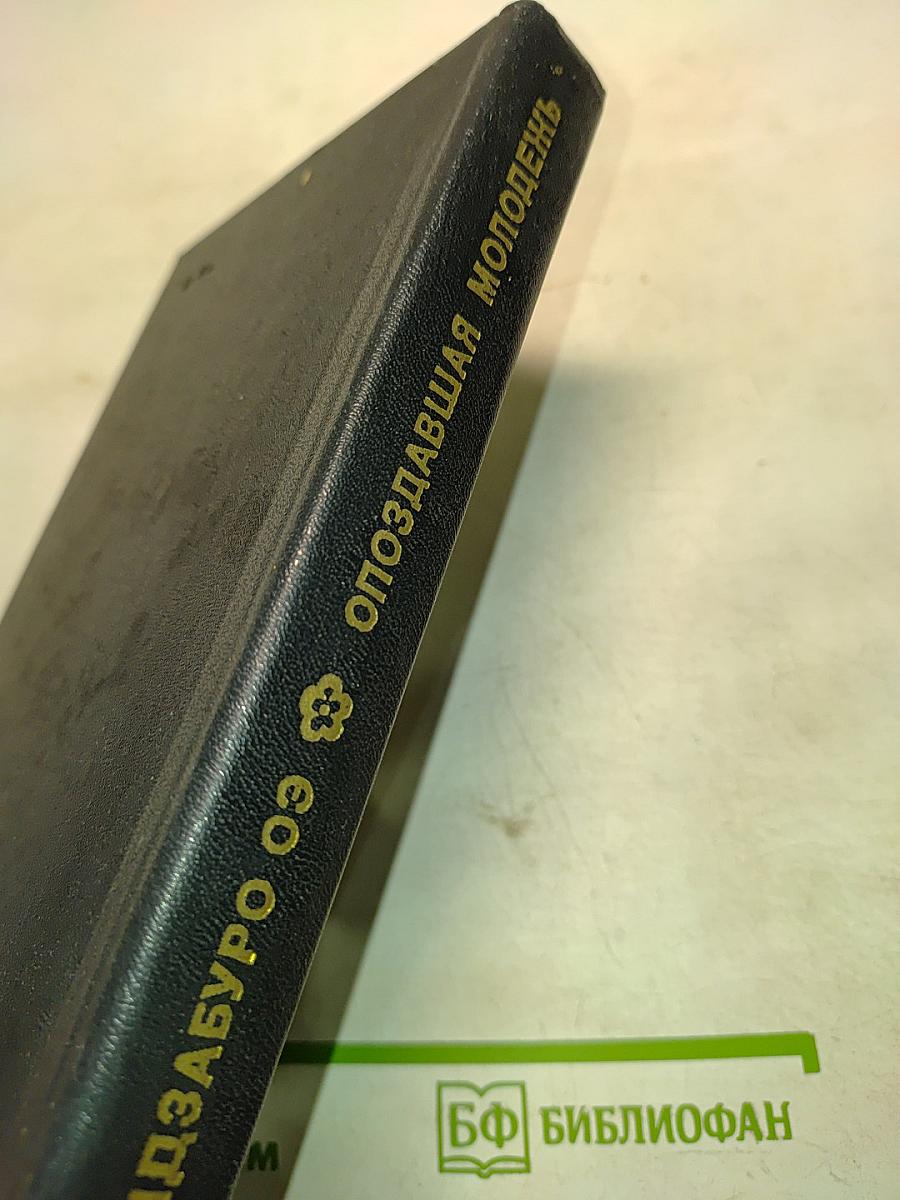 ДЗАБУРО ОЭ ОПОЗДАВШАЯ МОЛОДЕЖЬ
БФ БИБЛИОФАН
М